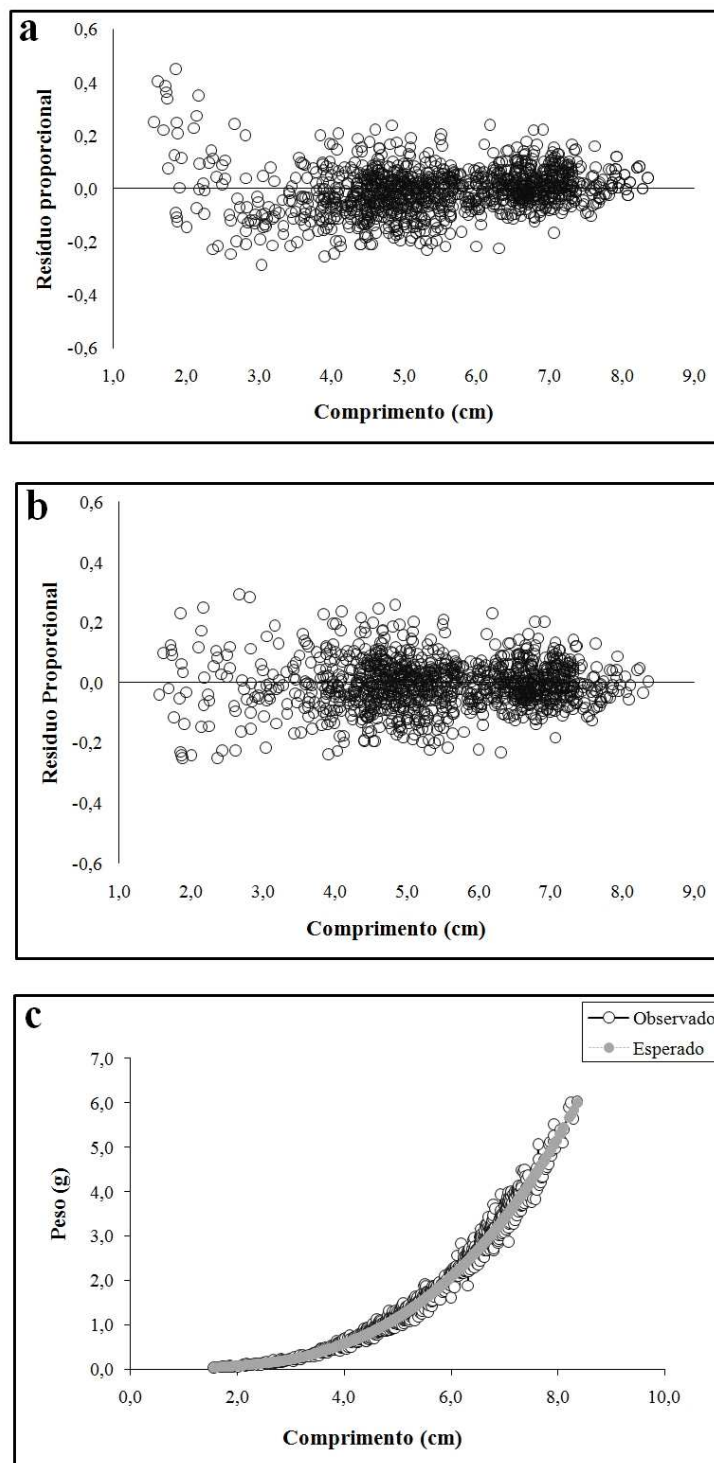 a
0,6
0,4
0,2
0,0
-0,2
-0,4
-0,6
Resíduo proporcional
1,0 2,0 3,0 4,0 5,0 6,0 7,0 8,0 9,0
Comprimento (cm)
b
0,6
0,4
0,2
0,0
-0,2
-0,4
-0,6
Resíduo Proporcional
1,0 2,0 3,0 4,0 5,0 6,0 7,0 8,0 9,0
Comprimento (cm)
c
Observado
Esperado
7,0
6,0
5,0
4,0
3,0
2,0
1,0
0,0
Peso (g)
0,0 2,0 4,0 6,0 8,0 10,0
Comprimento (cm)